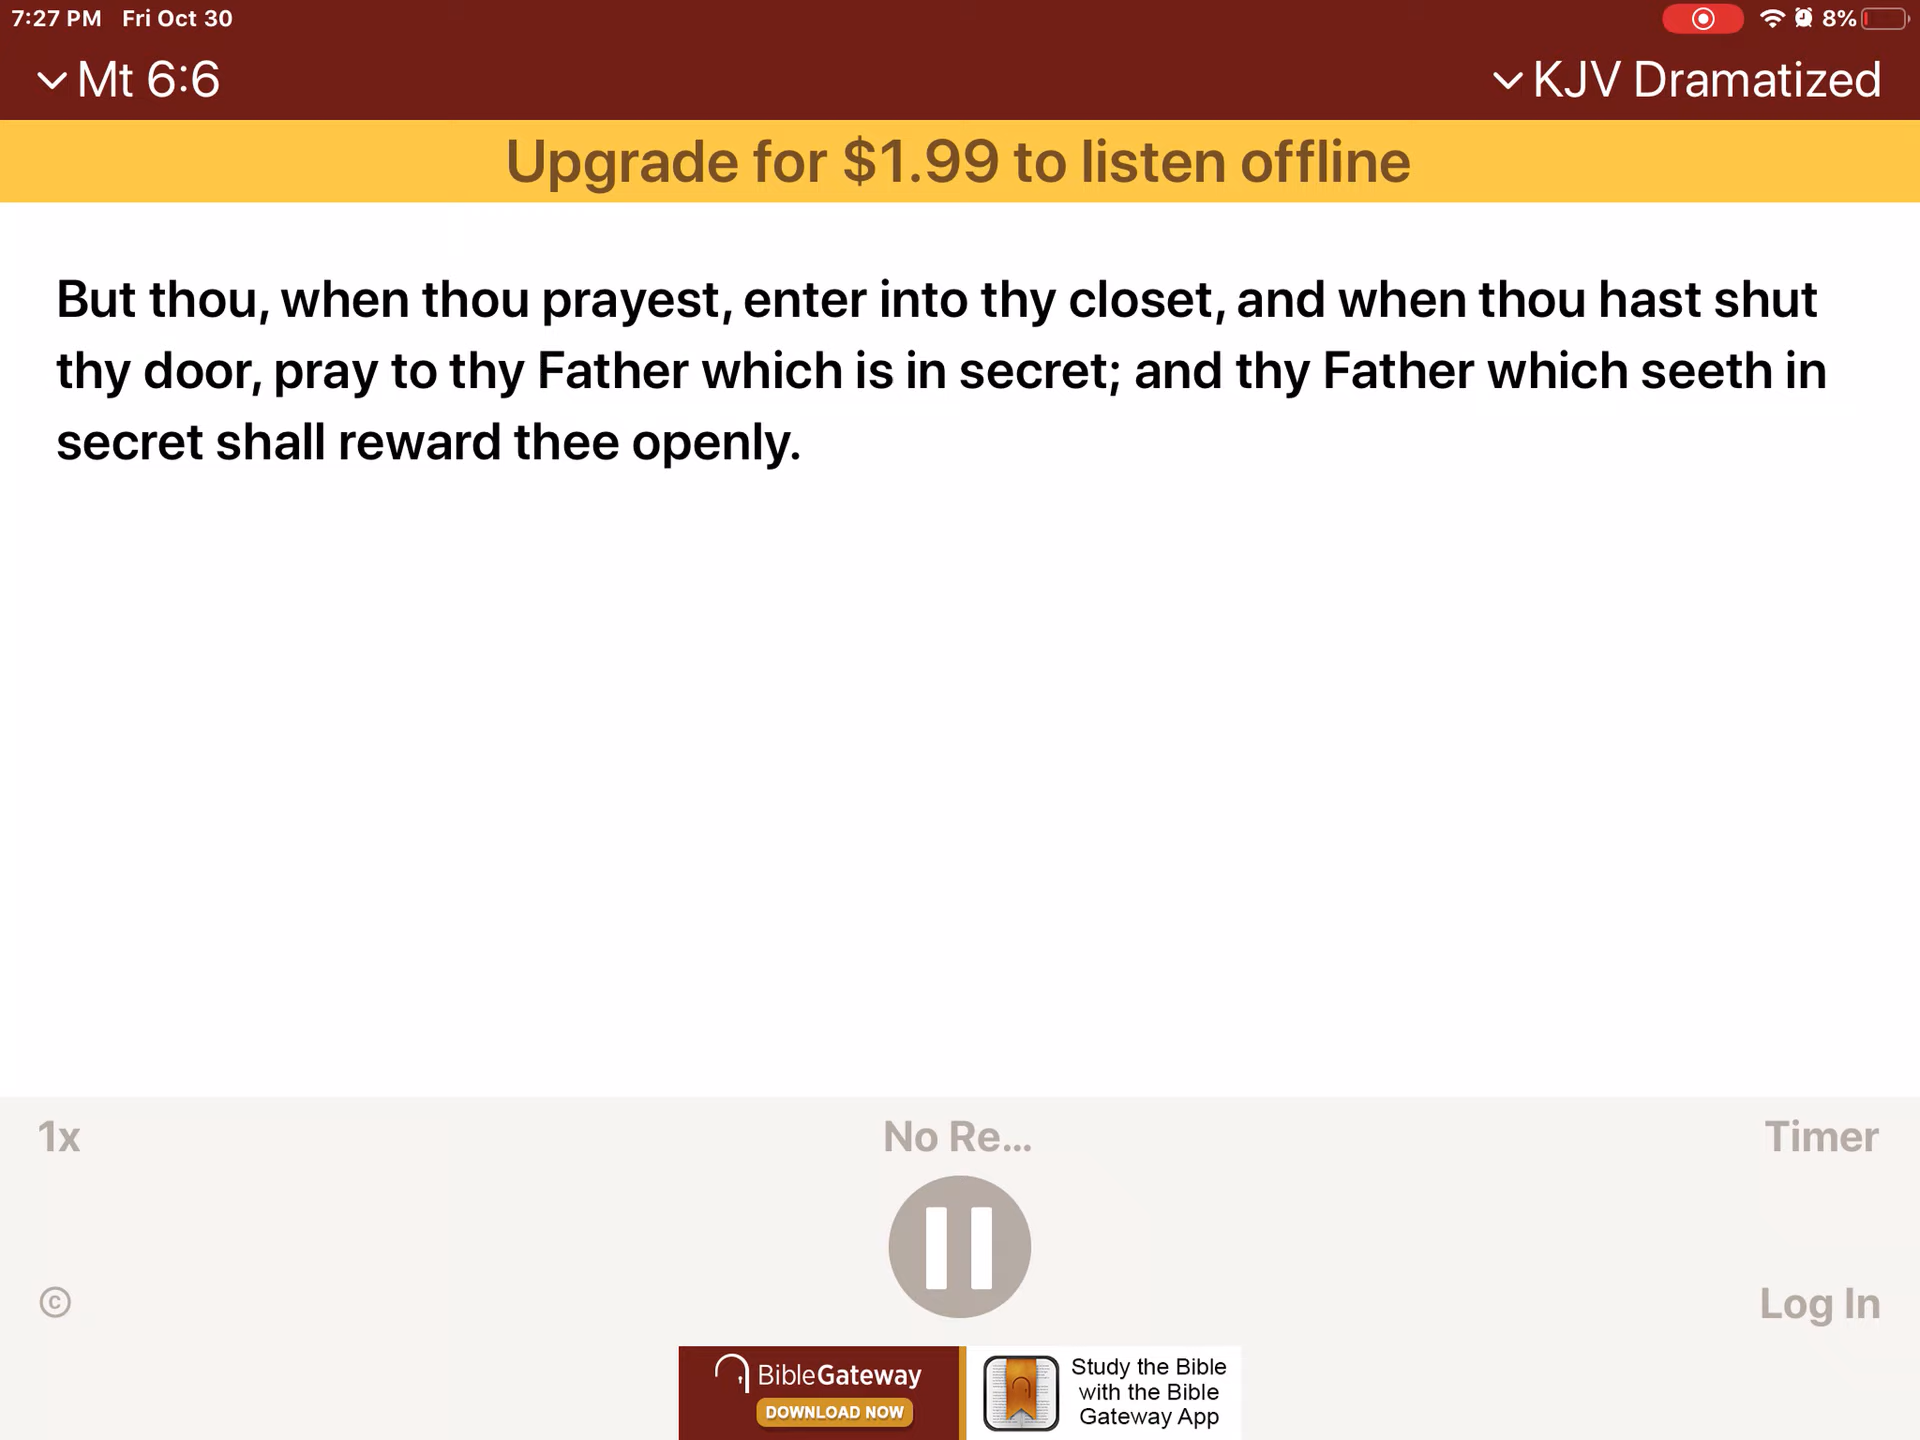 7:27 PM Fri Oct 30 8%
Mt 6:6 KJV Dramatized
Upgrade for $1.99 to listen offline
But thou, when thou prayest, enter into thy closet, and when thou hast shut
thy door, pray to thy Father which is in secret; and thy Father which seeth in
secret shall reward thee openly.
1x No Re... Timer
© Log In
BibleGateway
DOWNLOAD NOW
Study the Bible
with the Bible
Gateway App